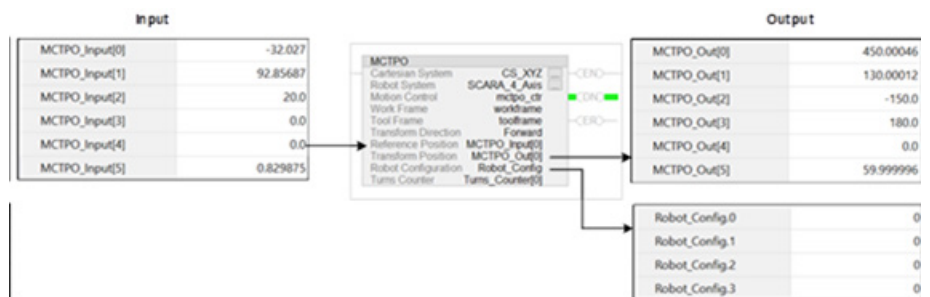 Input
Output
MCTPO_Input[0] -32.027
MCTPO_Input[1] 92.85687
MCTPO_Input[2] 20.0
MCTPO_Input[3] 0.0
MCTPO_Input[4] 0.0
MCTPO_Input[5] 0.829875
MCTPO
Cartesian System CS_XYZ ...
Robot System SCARA_4_Axis ...
Motion Control mctpo_ctr
Work Frame workframe
Tool Frame toolframe
Transform Direction Forward
Reference Position MCTPO_Input[0]
Transform Position MCTPO_Out[0]
Robot Configuration Robot_Config
Turns Counter Turns_Counter[0]
EN
DN
ER
MCTPO_Out[0] 450.00046
MCTPO_Out[1] 130.00012
MCTPO_Out[2] -150.0
MCTPO_Out[3] 180.0
MCTPO_Out[4] 0.0
MCTPO_Out[5] 59.999996
Robot_Config.0 0
Robot_Config.1 0
Robot_Config.2 0
Robot_Config.3 0